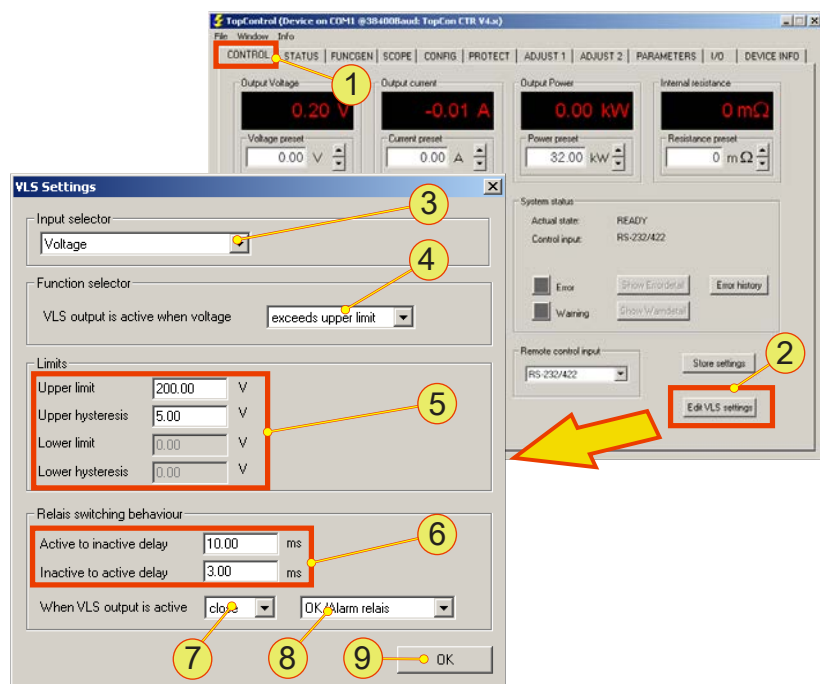 TopControl (Device on COM1 @38400Baud: TopCon CTR V4.x)
File Window Info
CONTROL STATUS FUNCGEN SCOPE CONFIG PROTECT ADJUST 1 ADJUST 2 PARAMETERS I/O DEVICE INFO
1
Output Voltage Output current Output Power Internal resistance
0.20 V -0.01 A 0.00 kW 0 mΩ
Voltage preset Current preset Power preset Resistance preset
0.00 V 0.00 A 32.00 kW 0 mΩ
System status
Actual state: READY
Control input: RS-232/422
Error Show Errordetail Error history
Warning Show Warndetail
Remote control input
RS-232/422
Store settings
2
Edit VLS settings
VLS Settings
3
Input selector
Voltage
4
Function selector
VLS output is active when voltage exceeds upper limit
Limits
Upper limit 200.00 V
Upper hysteresis 5.00 V
Lower limit 0.00 V
Lower hysteresis 0.00 V
5
Relais switching behaviour
Active to inactive delay 10.00 ms
Inactive to active delay 3.00 ms
6
When VLS output is active close OK/Alarm relais
7 8 9
OK